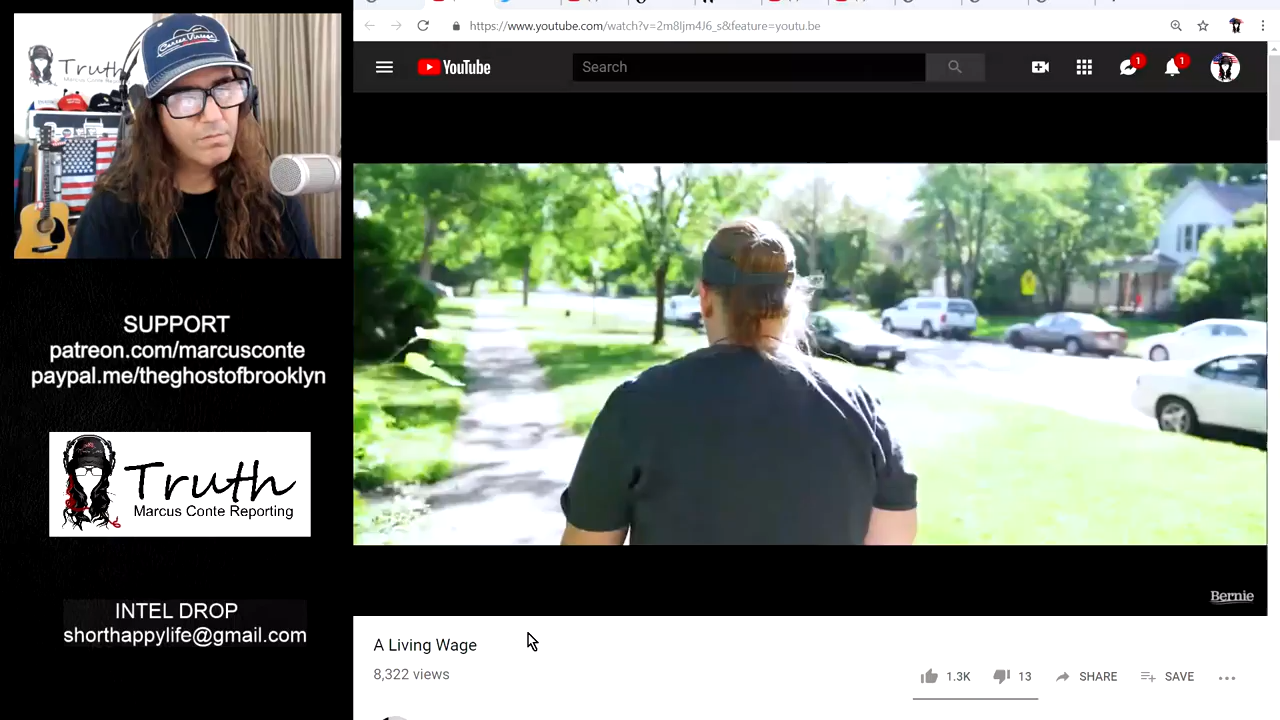 Truth
Marcus Conte Reporting
SUPPORT
patreon.com/marcusconte
paypal.me/theghostofbrooklyn
Truth
Marcus Conte Reporting
INTEL DROP
shorthappylife@gmail.com
https://www.youtube.com/watch?v=2m8ljm4J6_s&feature=youtu.be
YouTube
Search
1
1
Bernie
A Living Wage
8,322 views
1.3K
13
SHARE
SAVE